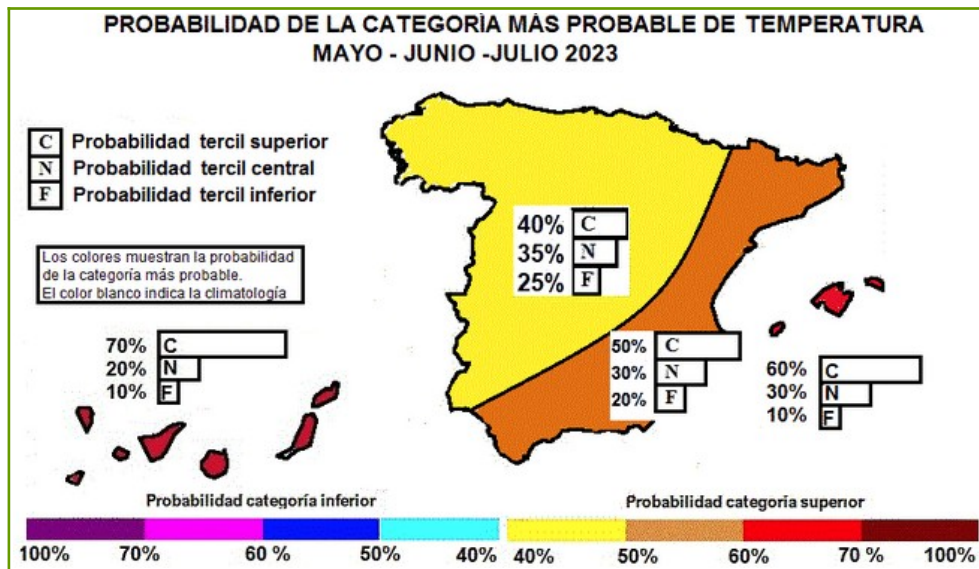 PROBABILIDAD DE LA CATEGORÌA MÁS PROBABLE DE TEMPERATURA
MAYO - JUNIO -JULIO 2023
C Probabilidad tercil superior
N Probabilidad tercil central
F Probabilidad tercil inferior
Los colores muestran la probabilidad
de la categoría más probable.
El color blanco indica la climatología
40% C
35% N
25% F
70% C
20% N
10% F
50% C
30% N
20% F
60% C
30% N
10% F
Probabilidad categoría inferior
Probabilidad categoría superior
100% 70% 60 % 50% 40% 40% 50% 60% 70 % 100%